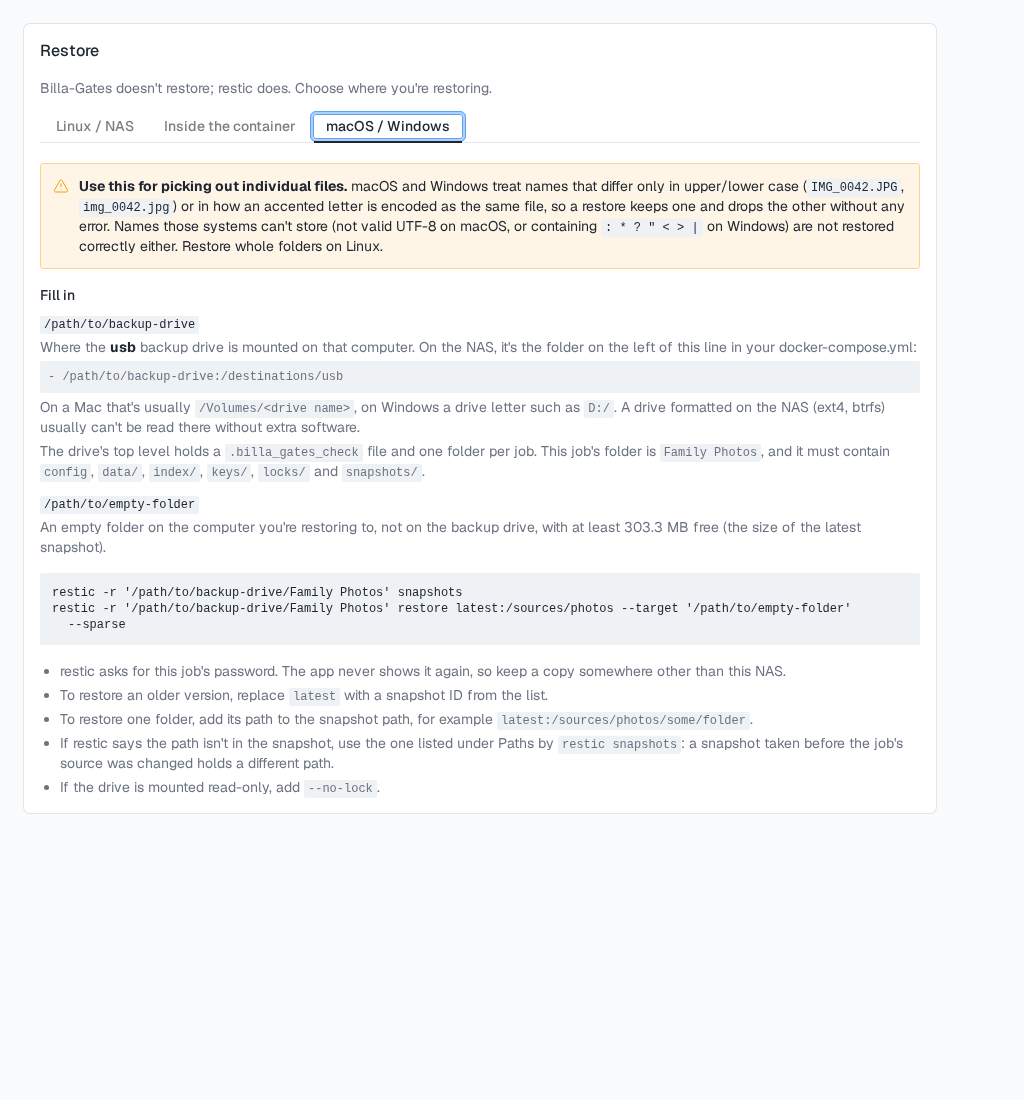 Restore
Billa-Gates doesn't restore; restic does. Choose where you're restoring.
Linux / NAS Inside the container macOS / Windows
Use this for picking out individual files. macOS and Windows treat names that differ only in upper/lower case ( IMG_0042.JPG ,
img_0042.jpg ) or in how an accented letter is encoded as the same file, so a restore keeps one and drops the other without any
error. Names those systems can't store (not valid UTF-8 on macOS, or containing : * ? " < > | on Windows) are not restored
correctly either. Restore whole folders on Linux.
Fill in
/path/to/backup-drive
Where the usb backup drive is mounted on that computer. On the NAS, it's the folder on the left of this line in your docker-compose.yml:
- /path/to/backup-drive:/destinations/usb
On a Mac that's usually /Volumes/<drive name> , on Windows a drive letter such as D:/ . A drive formatted on the NAS (ext4, btrfs)
usually can't be read there without extra software.
The drive's top level holds a .billa_gates_check file and one folder per job. This job's folder is Family Photos , and it must contain
config , data/ , index/ , keys/ , locks/ and snapshots/ .
/path/to/empty-folder
An empty folder on the computer you're restoring to, not on the backup drive, with at least 303.3 MB free (the size of the latest
snapshot).
restic -r '/path/to/backup-drive/Family Photos' snapshots
restic -r '/path/to/backup-drive/Family Photos' restore latest:/sources/photos --target '/path/to/empty-folder'
--sparse
restic asks for this job's password. The app never shows it again, so keep a copy somewhere other than this NAS.
To restore an older version, replace latest with a snapshot ID from the list.
To restore one folder, add its path to the snapshot path, for example latest:/sources/photos/some/folder .
If restic says the path isn't in the snapshot, use the one listed under Paths by restic snapshots : a snapshot taken before the job's
source was changed holds a different path.
If the drive is mounted read-only, add --no-lock .